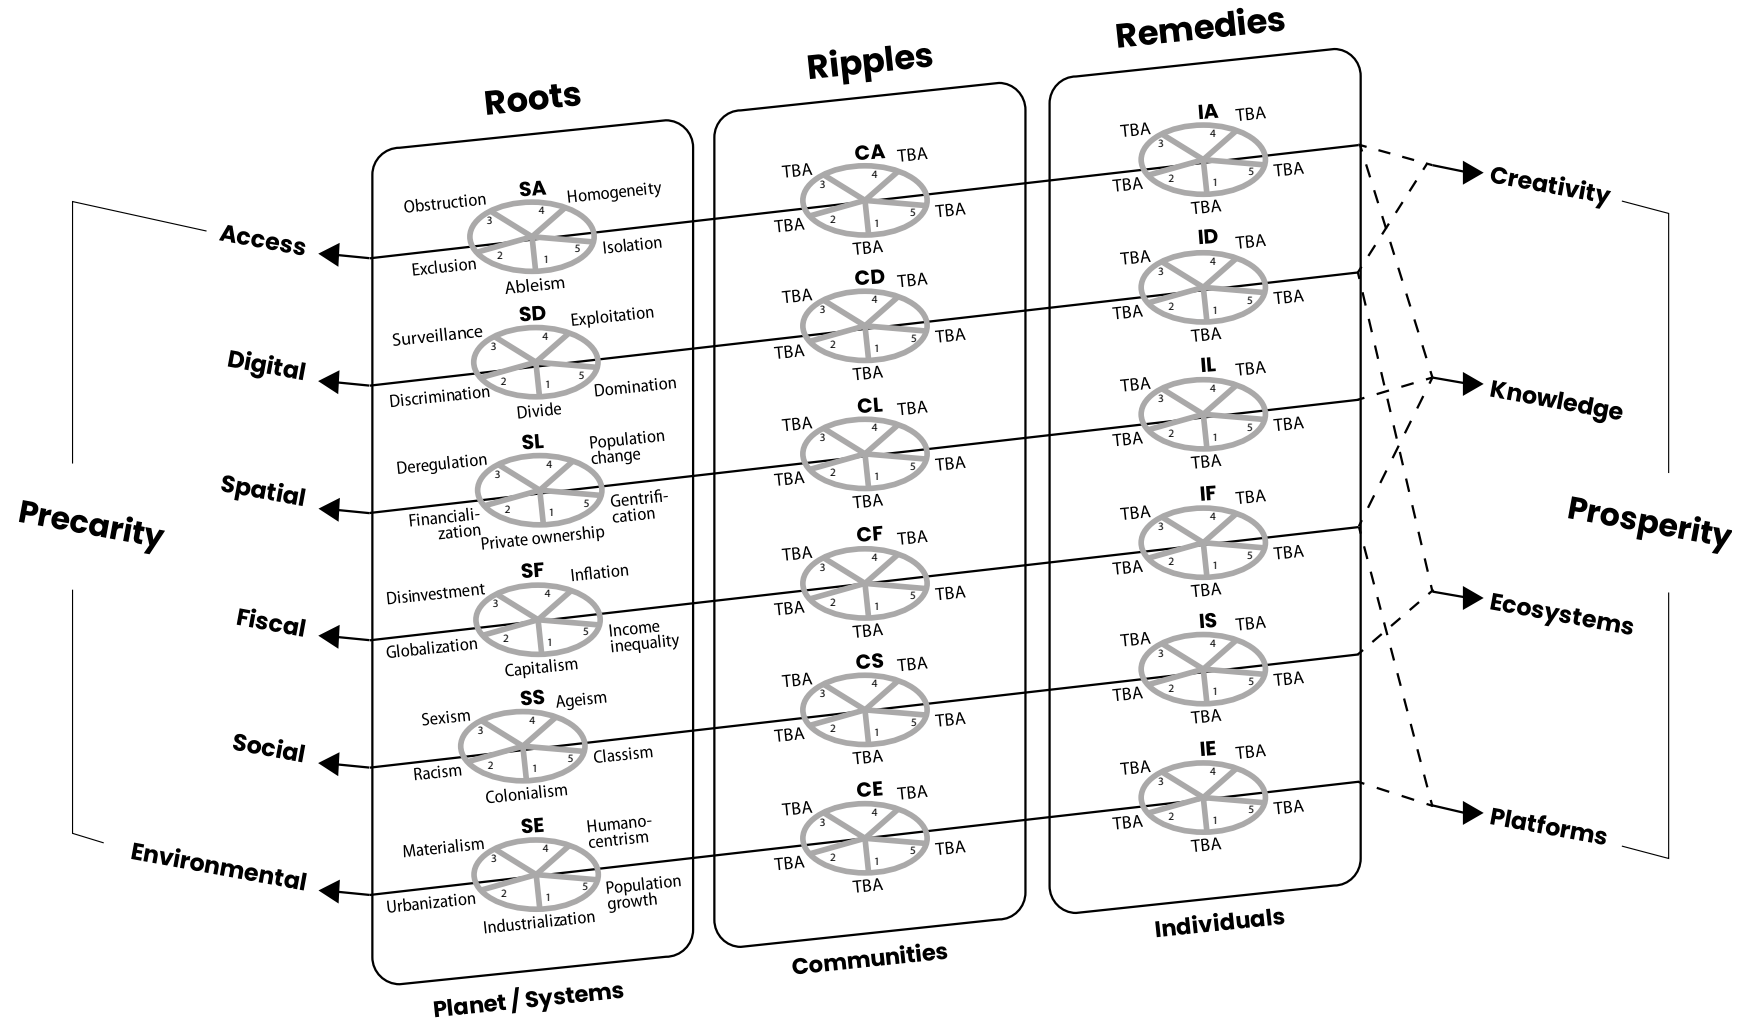 Roots
Ripples
Remedies
Precarity
Access
Digital
Spatial
Fiscal
Social
Environmental
SA
Obstruction
4
Homogeneity
3
5
Isolation
Exclusion
2
1
Ableism
SD
Surveillance
4
Exploitation
3
5
Domination
Discrimination
2
1
Divide
SL
Deregulation
4
Population
change
3
5
Gentrifi-
cation
Financiali-
zation
2
1
Private ownership
SF
Disinvestment
4
Inflation
3
5
Income
inequality
Globalization
2
1
Capitalism
SS
Sexism
4
Ageism
3
5
Classism
Racism
2
1
Colonialism
SE
Materialism
4
Humano-
centrism
3
5
Population
growth
Urbanization
2
1
Industrialization
Planet / Systems
CA
TBA
4
TBA
3
5
TBA
TBA
2
1
TBA
CD
TBA
4
TBA
3
5
TBA
TBA
2
1
TBA
CL
TBA
4
TBA
3
5
TBA
TBA
2
1
TBA
CF
TBA
4
TBA
3
5
TBA
TBA
2
1
TBA
CS
TBA
4
TBA
3
5
TBA
TBA
2
1
TBA
CE
TBA
4
TBA
3
5
TBA
TBA
2
1
TBA
Communities
IA
TBA
4
TBA
3
5
TBA
TBA
2
1
TBA
ID
TBA
4
TBA
3
5
TBA
TBA
2
1
TBA
IL
TBA
4
TBA
3
5
TBA
TBA
2
1
TBA
IF
TBA
4
TBA
3
5
TBA
TBA
2
1
TBA
IS
TBA
4
TBA
3
5
TBA
TBA
2
1
TBA
IE
TBA
4
TBA
3
5
TBA
TBA
2
1
TBA
Individuals
Creativity
Knowledge
Ecosystems
Platforms
Prosperity